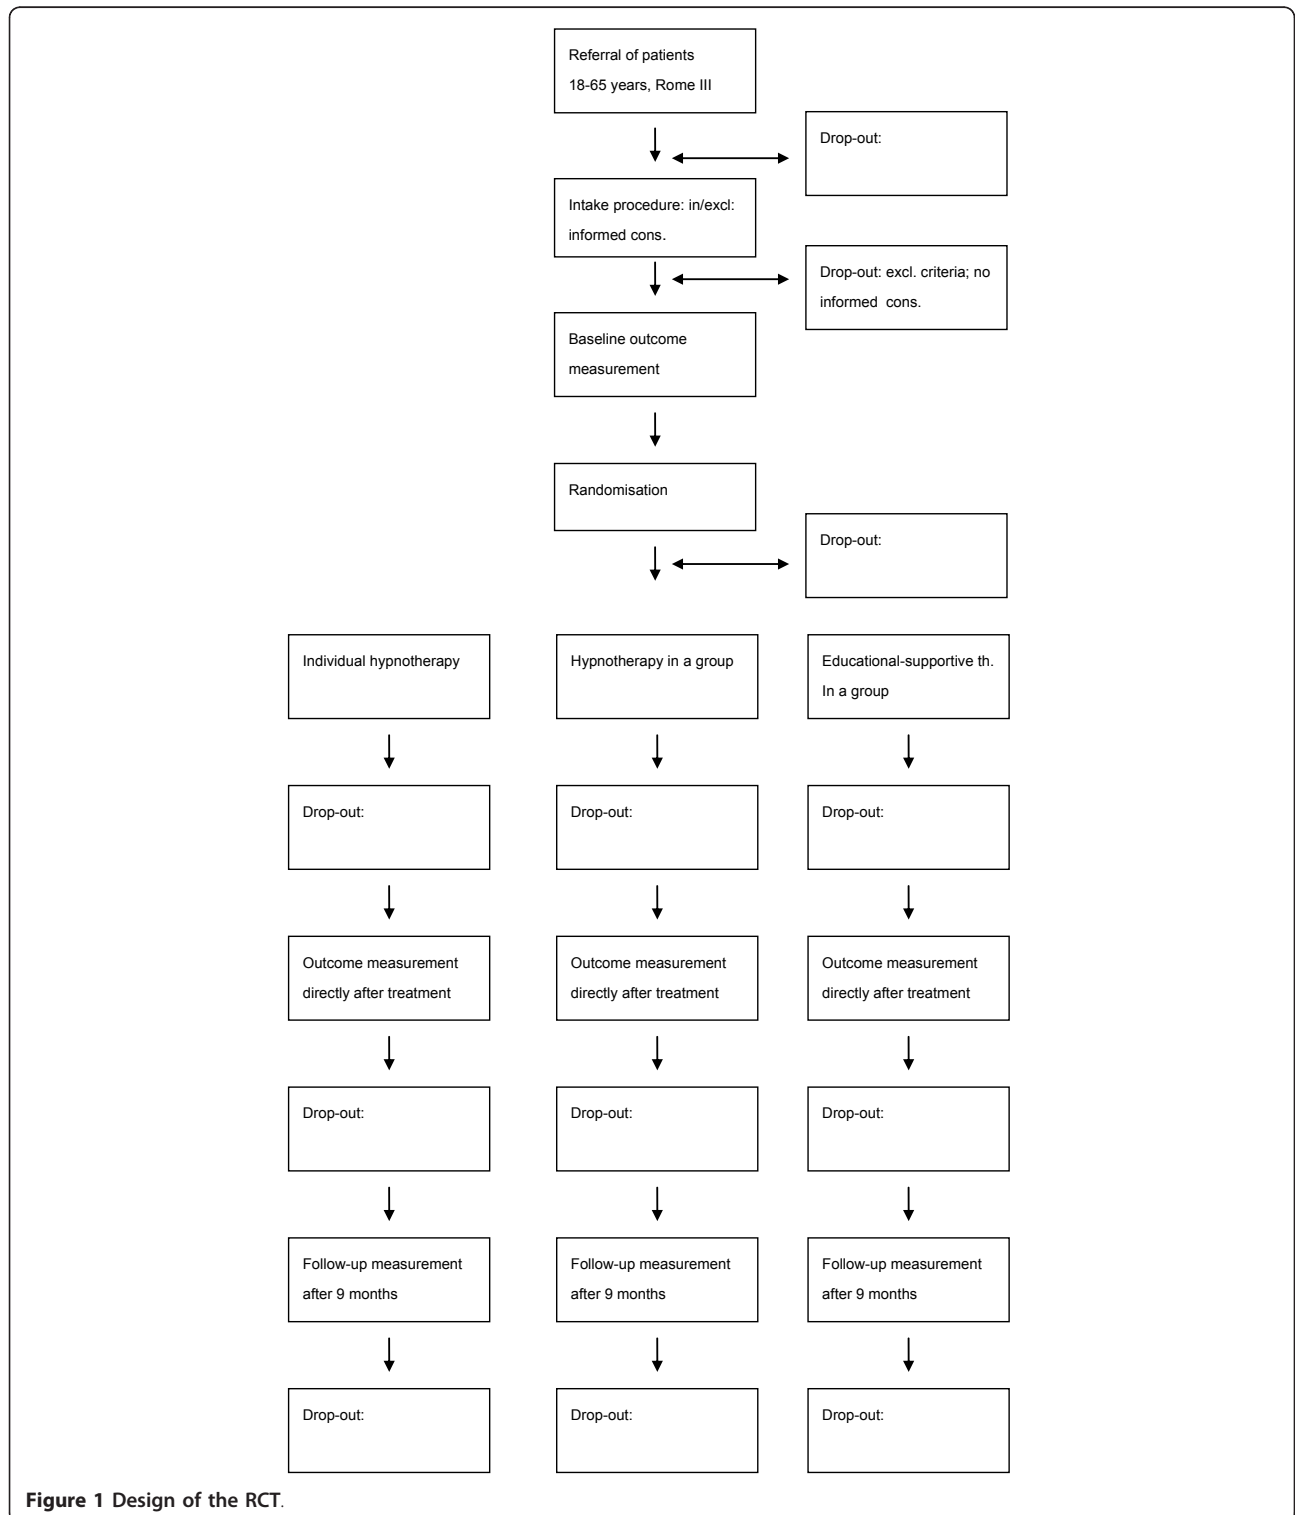 Referral of patients
18-65 years, Rome III
Drop-out:
Intake procedure: in/excl:
informed cons.
Drop-out: excl. criteria; no
informed cons.
Baseline outcome
measurement
Randomisation
Drop-out:
Individual hypnotherapy
Hypnotherapy in a group
Educational-supportive th.
In a group
Drop-out:
Drop-out:
Drop-out:
Outcome measurement
directly after treatment
Outcome measurement
directly after treatment
Outcome measurement
directly after treatment
Drop-out:
Drop-out:
Drop-out:
Follow-up measurement
after 9 months
Follow-up measurement
after 9 months
Follow-up measurement
after 9 months
Drop-out:
Drop-out:
Drop-out:
Figure 1 Design of the RCT.